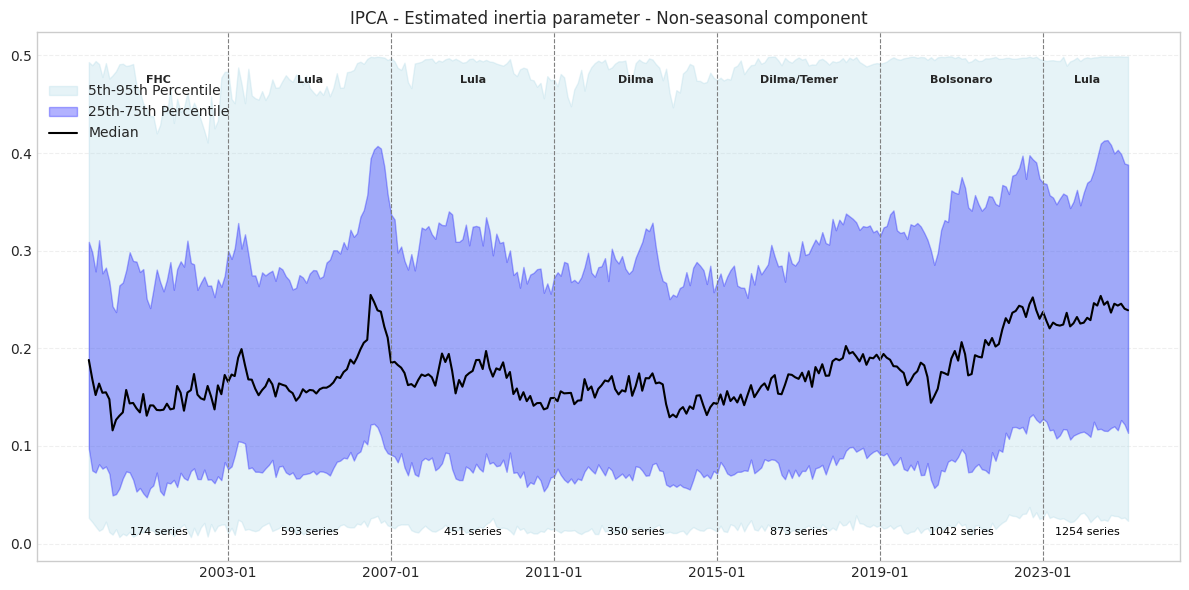 IPCA - Estimated inertia parameter - Non-seasonal component
0.5
0.4
0.3
0.2
0.1
0.0
FHC
Lula
Lula
Dilma
Dilma/Temer
Bolsonaro
Lula
5th-95th Percentile
25th-75th Percentile
Median
174 series
593 series
451 series
350 series
873 series
1042 series
1254 series
2003-01
2007-01
2011-01
2015-01
2019-01
2023-01